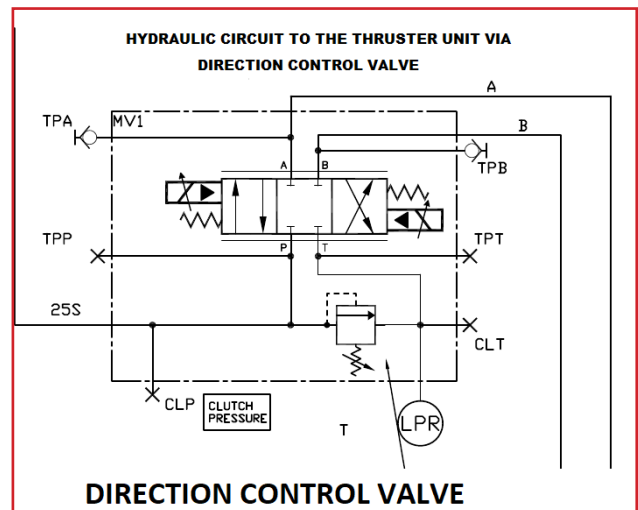 HYDRAULIC CIRCUIT TO THE THRUSTER UNIT VIA
DIRECTION CONTROL VALVE
A
B
TPA
MV1
A B
TPB
TPP
P T
TPT
25S
CLT
CLP
CLUTCH
PRESSURE
T
LPR
DIRECTION CONTROL VALVE